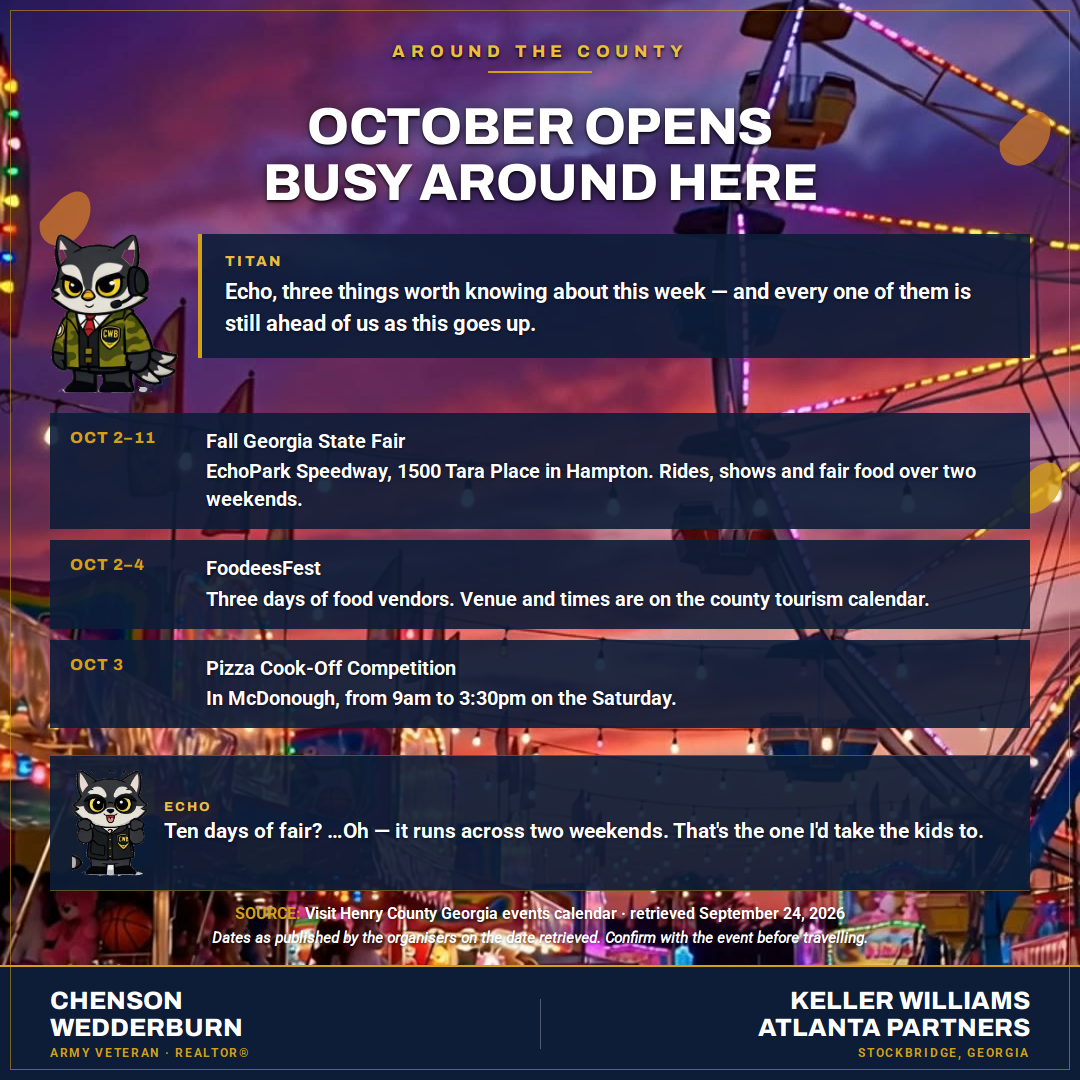 AROUND THE COUNTY
OCTOBER OPENS
BUSY AROUND HERE
TITAN
Echo, three things worth knowing about this week — and every one of them is
still ahead of us as this goes up.
CWB
OCT 2–11
Fall Georgia State Fair
EchoPark Speedway, 1500 Tara Place in Hampton. Rides, shows and fair food over two
weekends.
OCT 2–4
FoodeesFest
Three days of food vendors. Venue and times are on the county tourism calendar.
OCT 3
Pizza Cook-Off Competition
In McDonough, from 9am to 3:30pm on the Saturday.
ECHO
Ten days of fair? ...Oh — it runs across two weekends. That's the one I'd take the kids to.
SOURCE: Visit Henry County Georgia events calendar · retrieved September 24, 2026
Dates as published by the organisers on the date retrieved. Confirm with the event before travelling.
CHENSON
WEDDERBURN
ARMY VETERAN · REALTOR®
KELLER WILLIAMS
ATLANTA PARTNERS
STOCKBRIDGE, GEORGIA